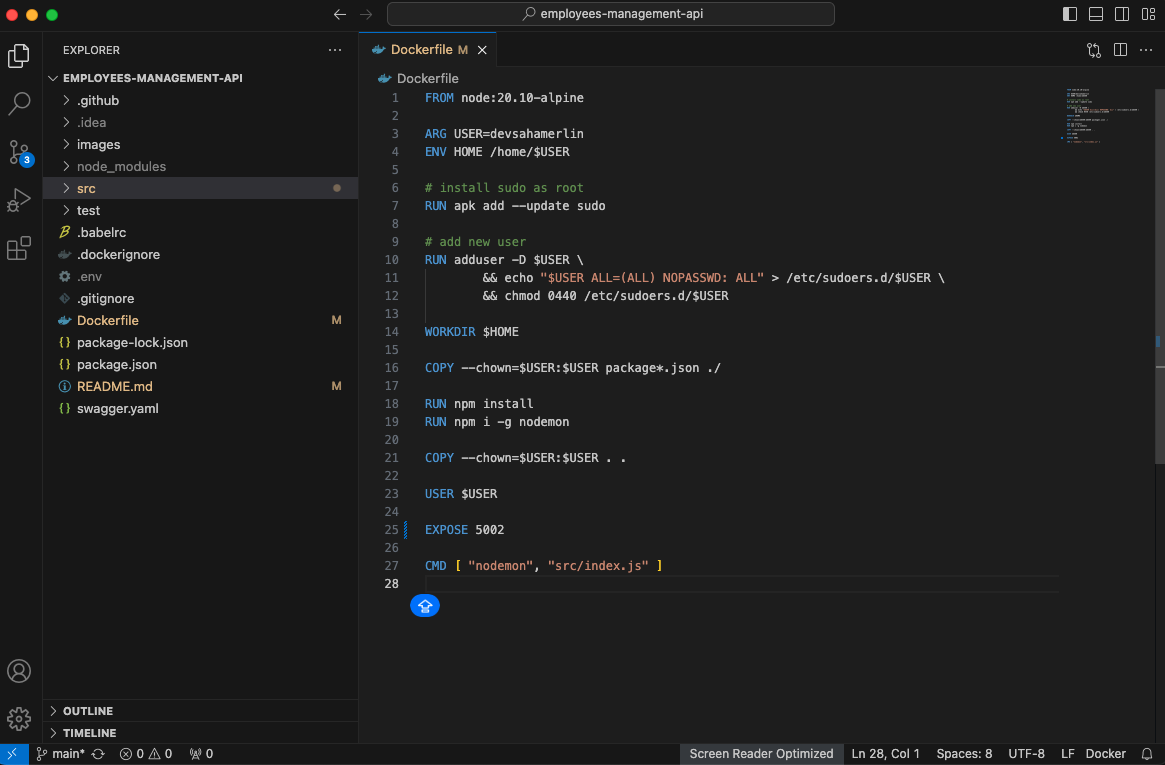 employees-management-api
EXPLORER
EMPLOYEES-MANAGEMENT-API
.github
.idea
images
node_modules
src
test
.babelrc
.dockerignore
.env
.gitignore
Dockerfile M
package-lock.json
package.json
README.md M
swagger.yaml
OUTLINE
TIMELINE
3
Dockerfile M
Dockerfile
1 FROM node:20.10-alpine
2
3 ARG USER=devsahamerlin
4 ENV HOME /home/$USER
5
6 # install sudo as root
7 RUN apk add --update sudo
8
9 # add new user
10 RUN adduser -D $USER \
11 && echo "$USER ALL=(ALL) NOPASSWD: ALL" > /etc/sudoers.d/$USER \
12 && chmod 0440 /etc/sudoers.d/$USER
13
14 WORKDIR $HOME
15
16 COPY --chown=$USER:$USER package*.json ./
17
18 RUN npm install
19 RUN npm i -g nodemon
20
21 COPY --chown=$USER:$USER . .
22
23 USER $USER
24
25 EXPOSE 5002
26
27 CMD [ "nodemon", "src/index.js" ]
28
main* 0 0 0 Screen Reader Optimized Ln 28, Col 1 Spaces: 8 UTF-8 LF Docker